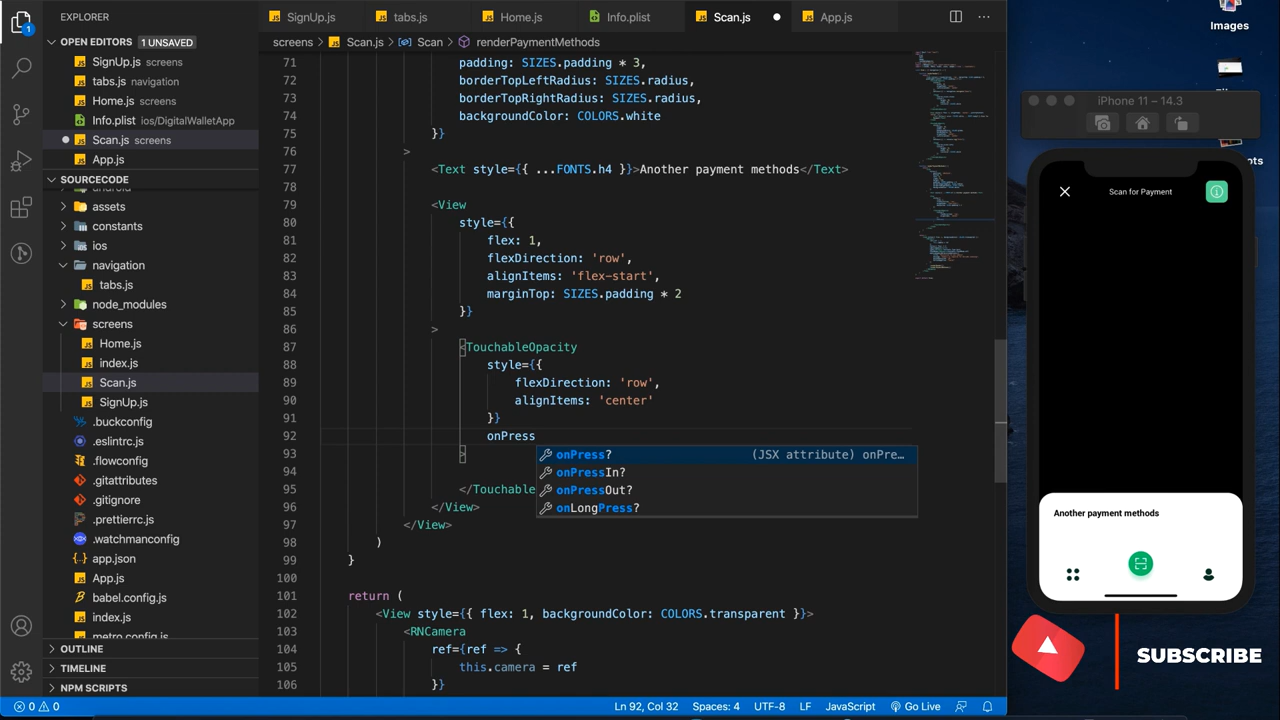 EXPLORER
OPEN EDITORS 1 UNSAVED
SignUp.js screens
tabs.js navigation
Home.js screens
Info.plist ios/DigitalWalletApp
Scan.js screens
App.js
SOURCECODE
android
assets
constants
ios
navigation
tabs.js
node_modules
screens
Home.js
index.js
Scan.js
SignUp.js
.buckconfig
.eslintrc.js
.flowconfig
.gitattributes
.gitignore
.prettierrc.js
.watchmanconfig
app.json
App.js
babel.config.js
index.js
metro.config.js
OUTLINE
TIMELINE
NPM SCRIPTS
SignUp.js tabs.js Home.js Info.plist Scan.js App.js
screens > Scan.js > Scan > renderPaymentMethods
71 padding: SIZES.padding * 3,
72 borderTopLeftRadius: SIZES.radius,
73 borderTopRightRadius: SIZES.radius,
74 backgroundColor: COLORS.white
75 }}
76 >
77 <Text style={{ ...FONTS.h4 }}>Another payment methods</Text>
78
79 <View
80 style={{
81 flex: 1,
82 flexDirection: 'row',
83 alignItems: 'flex-start',
84 marginTop: SIZES.padding * 2
85 }}
86 >
87 <TouchableOpacity
88 style={{
89 flexDirection: 'row',
90 alignItems: 'center'
91 }}
92 onPress
93 >
94
95 </Touchable
96 </View>
97 </View>
98 )
99 }
100
101 return (
102 <View style={{ flex: 1, backgroundColor: COLORS.transparent }}>
103 <RNCamera
104 ref={ref => {
105 this.camera = ref
106 }}
onPress? (JSX attribute) onPre…
onPressIn?
onPressOut?
onLongPress?
1
0 0
Ln 92, Col 32 Spaces: 4 UTF-8 LF JavaScript Go Live
Images
iPhone 11 – 14.3
Scan for Payment
Another payment methods
SUBSCRIBE